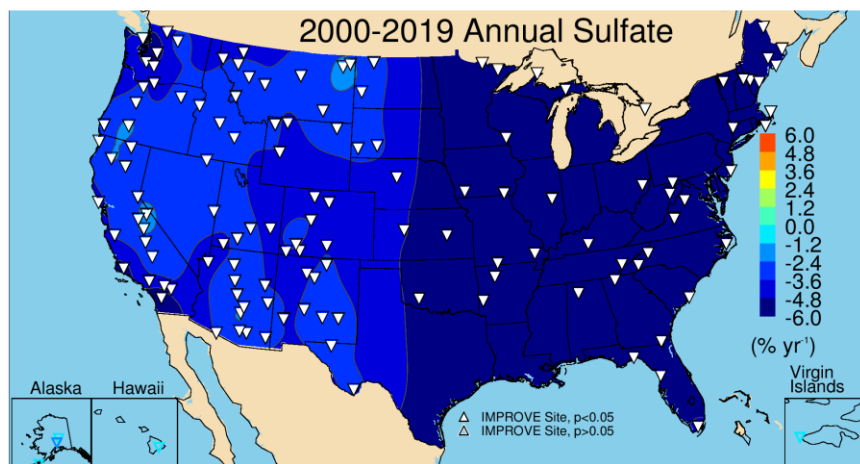 2000-2019 Annual Sulfate
6.0
4.8
3.6
2.4
1.2
0.0
-1.2
-2.4
-3.6
-4.8
-6.0
(% yr⁻¹)
Alaska
Hawaii
IMPROVE Site, p<0.05
IMPROVE Site, p>0.05
Virgin
Islands